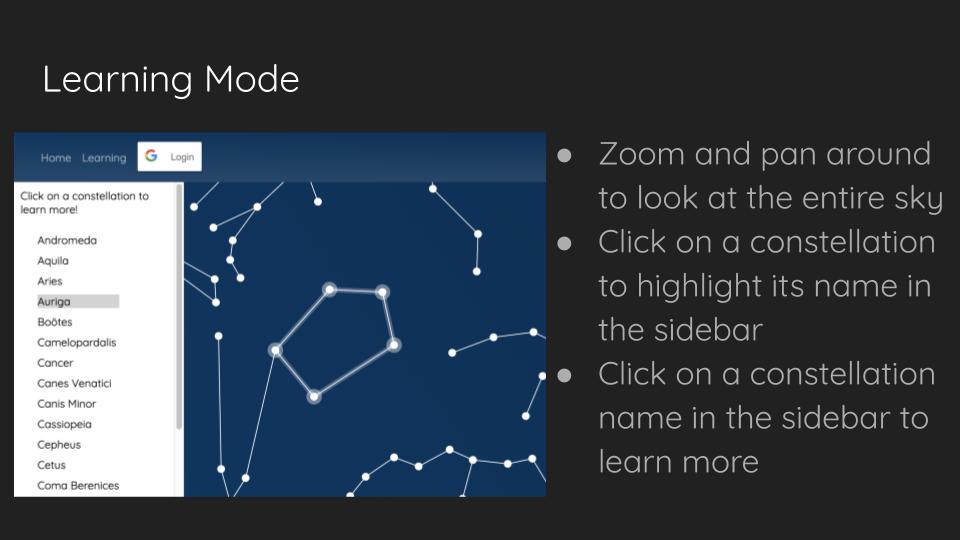 Learning Mode
Home Learning Login
Click on a constellation to
learn more!
Andromeda
Aquila
Aries
Auriga
Boötes
Camelopardalis
Cancer
Canes Venatici
Canis Minor
Cassiopeia
Cepheus
Cetus
Coma Berenices
● Zoom and pan around
to look at the entire sky
● Click on a constellation
to highlight its name in
the sidebar
● Click on a constellation
name in the sidebar to
learn more